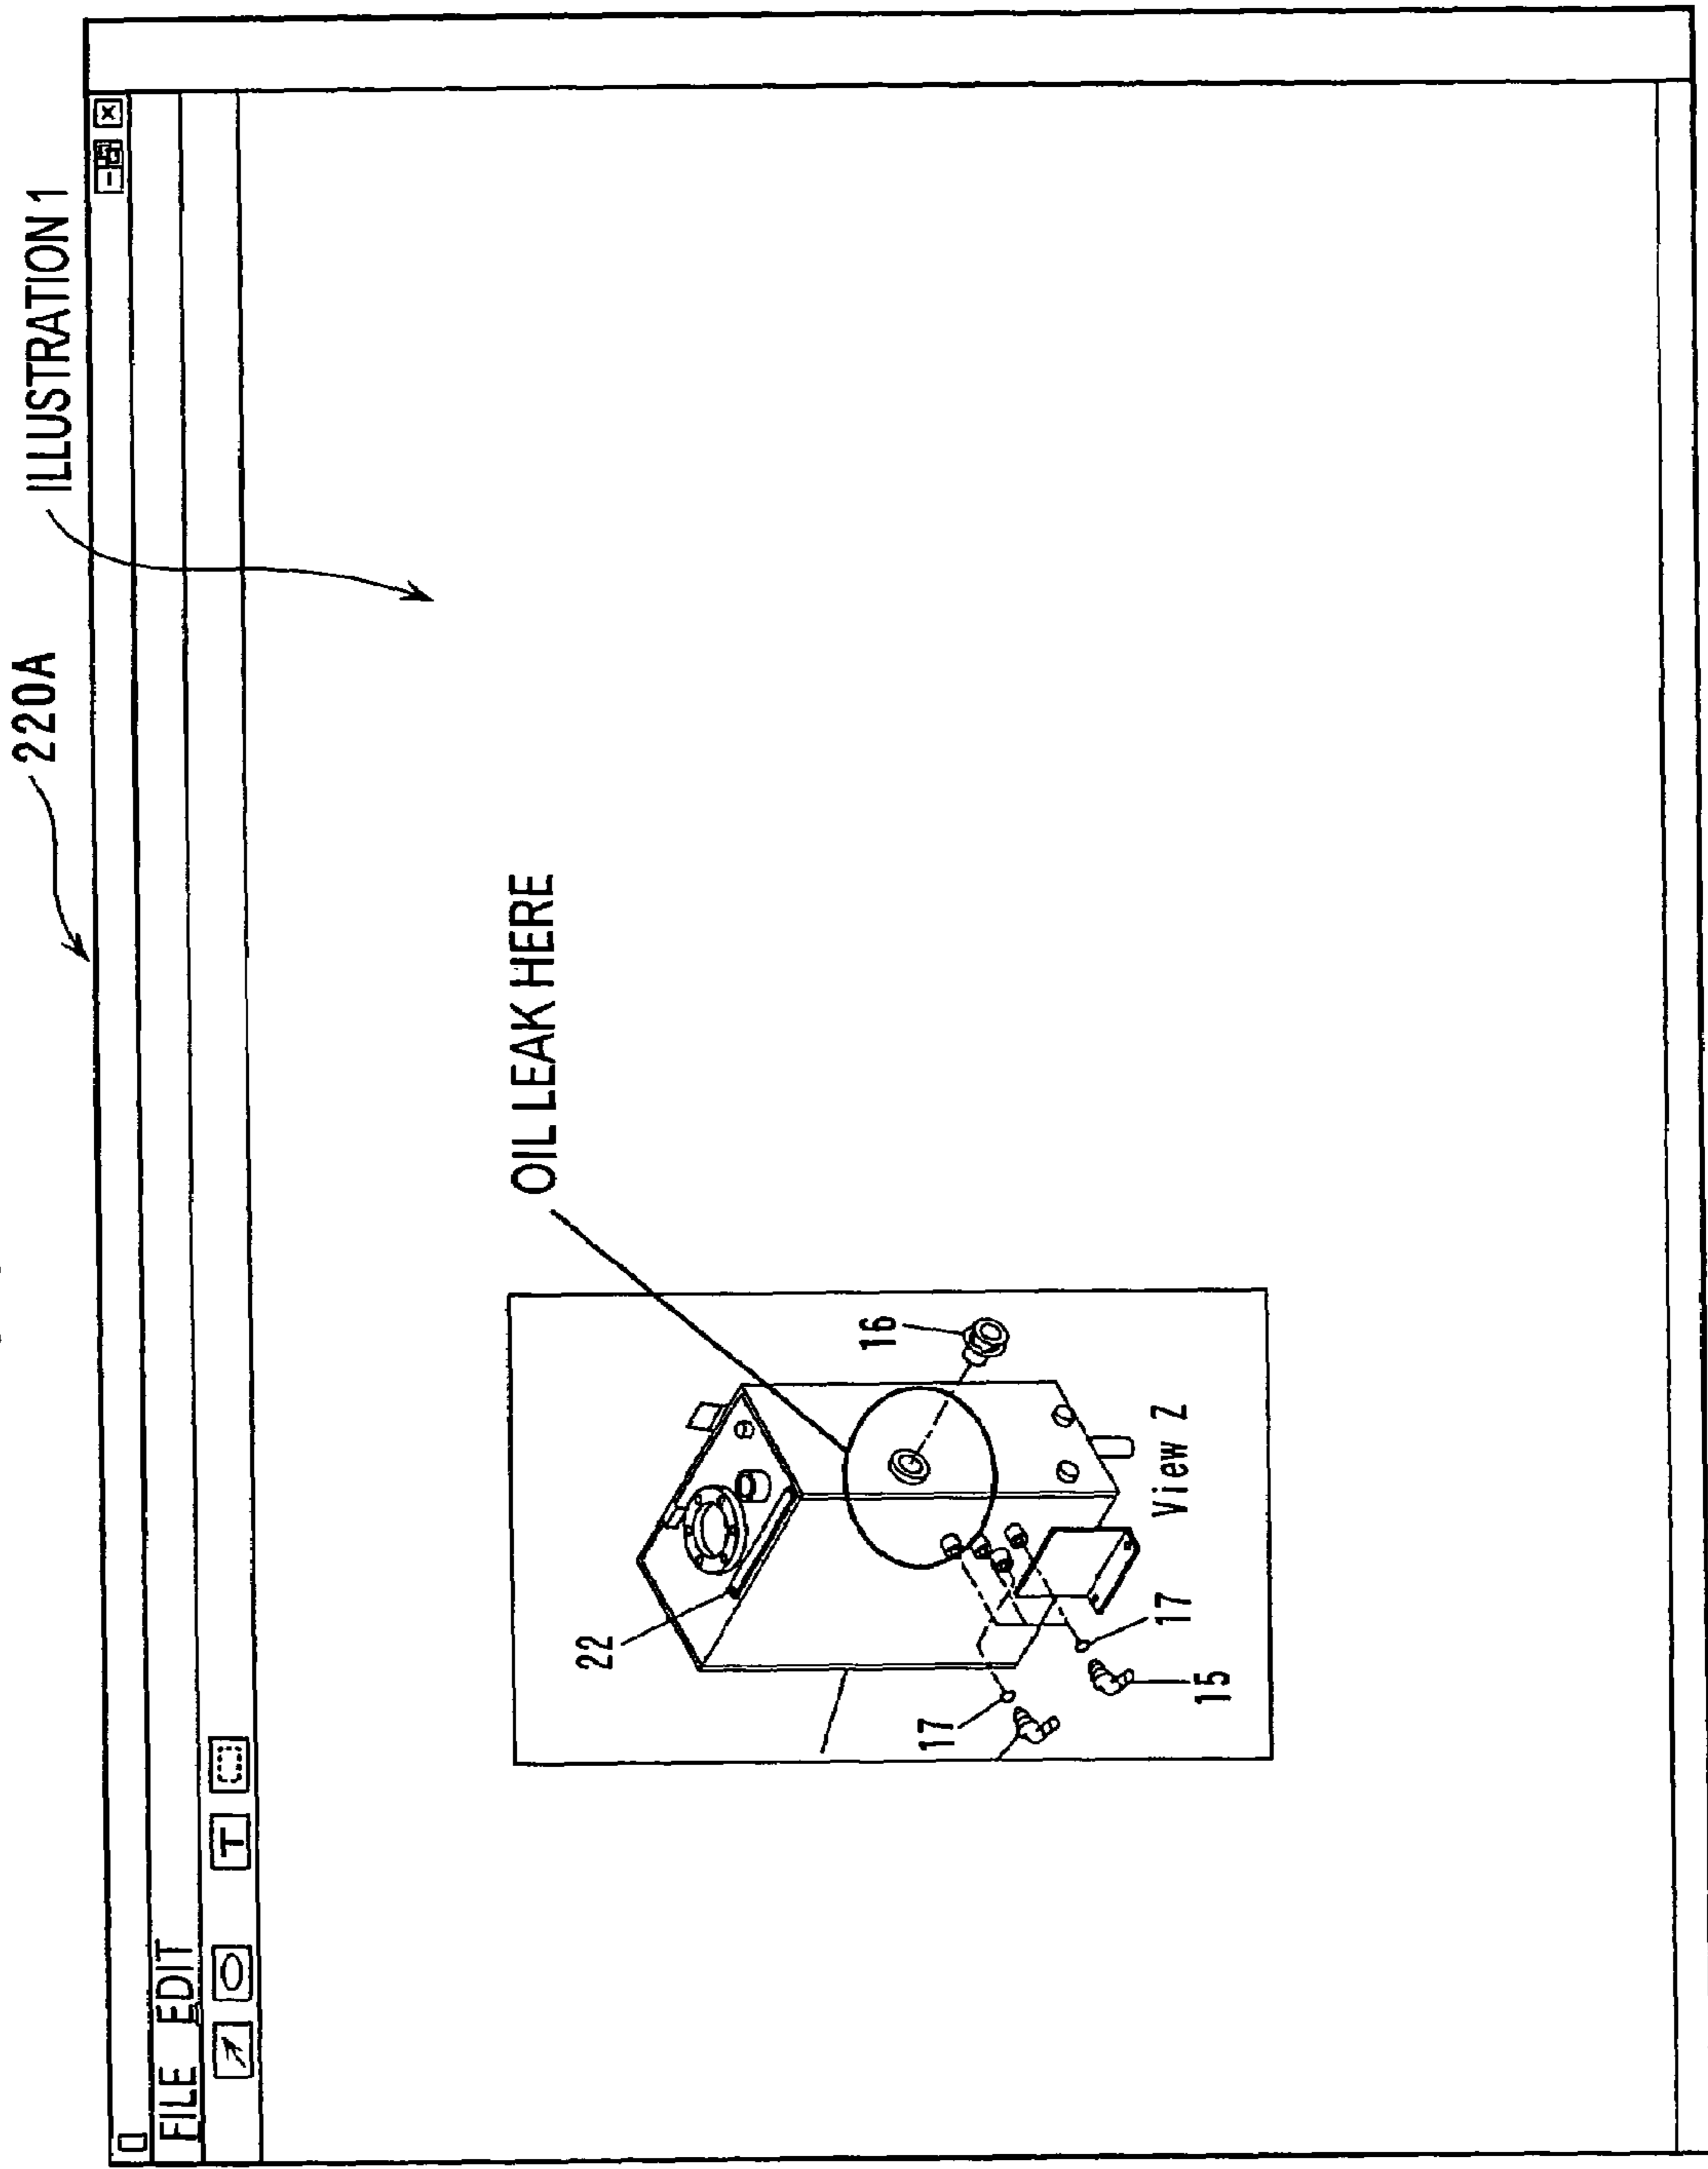 220A
ILLUSTRATION 1
FILE EDIT
T
OIL LEAK HERE
22
16
17
17
15
View Z